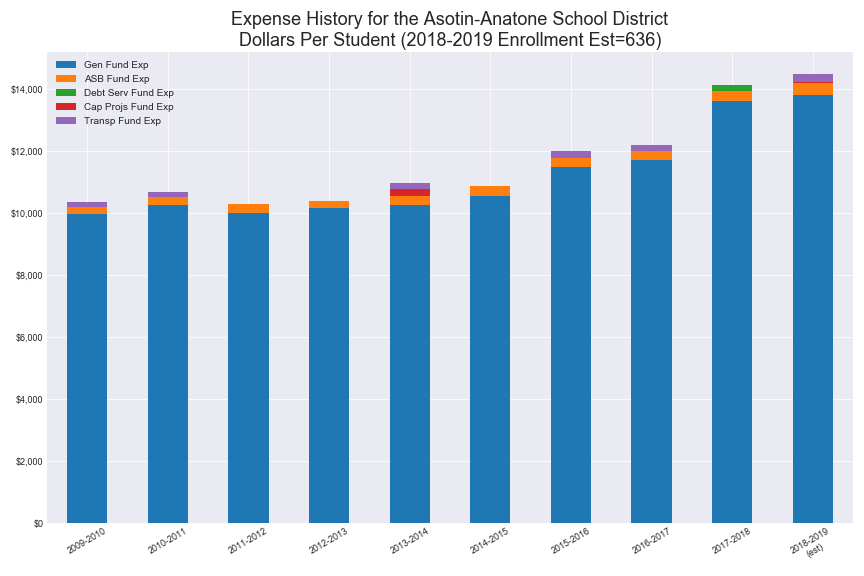 Expense History for the Asotin-Anatone School District
Dollars Per Student (2018-2019 Enrollment Est=636)
Gen Fund Exp
ASB Fund Exp
Debt Serv Fund Exp
Cap Projs Fund Exp
Transp Fund Exp
$14,000
$12,000
$10,000
$8,000
$6,000
$4,000
$2,000
$0
2009-2010
2010-2011
2011-2012
2012-2013
2013-2014
2014-2015
2015-2016
2016-2017
2017-2018
2018-2019
(est)